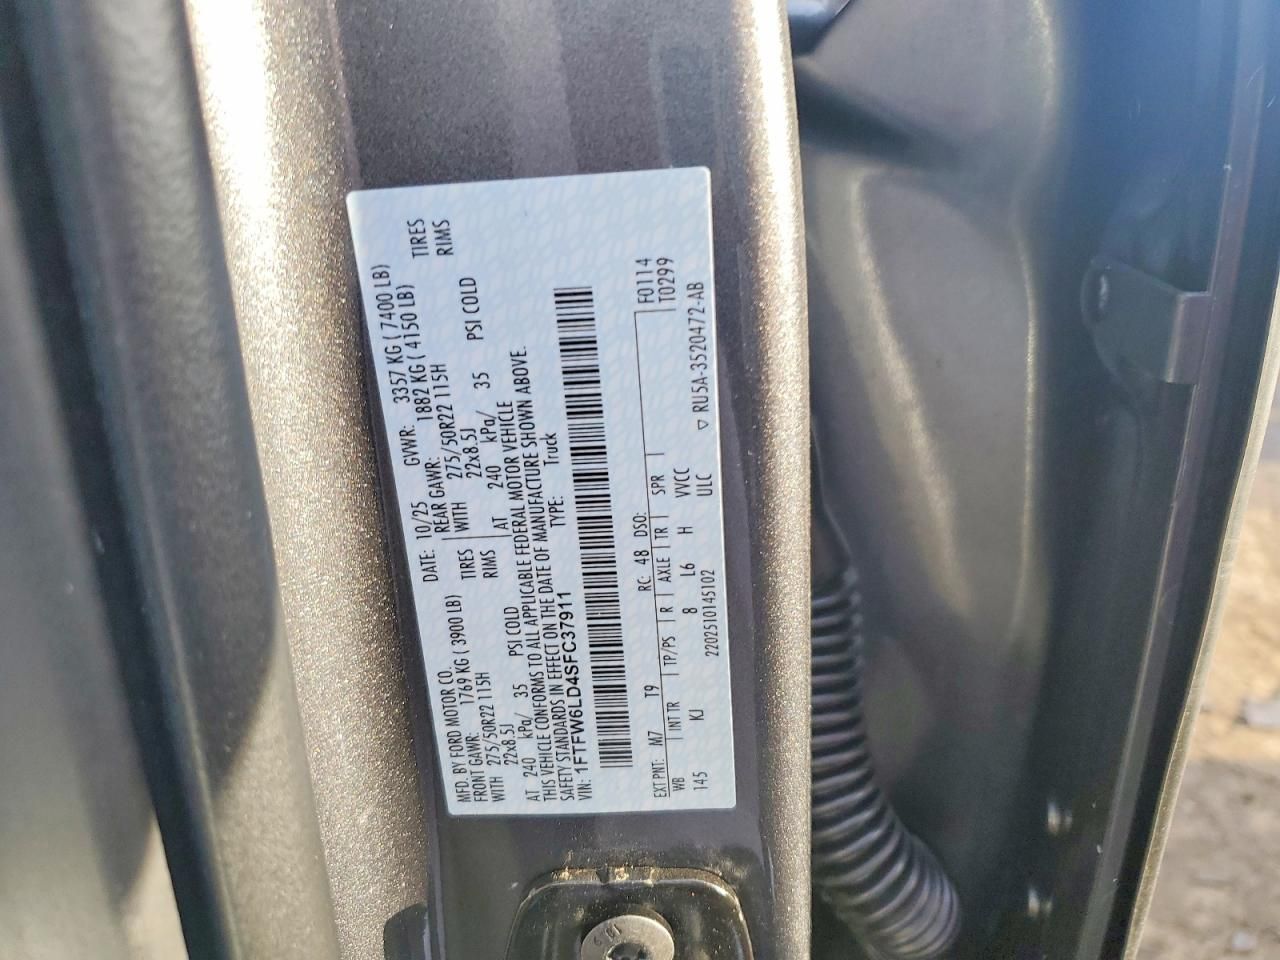 MFD. BY FORD MOTOR CO. DATE: 10/25 GVWR: 3357 KG ( 7400 LB)
FRONT GAWR: 1769 KG ( 3900 LB) REAR GAWR: 1882 KG ( 4150 LB)
WITH 275/50R22 115H TIRES WITH 275/50R22 115H TIRES
22x8.5J RIMS 22x8.5J RIMS
AT 240 kPa/ 35 PSI COLD AT 240 kPa/ 35 PSI COLD
THIS VEHICLE CONFORMS TO ALL APPLICABLE FEDERAL MOTOR VEHICLE
SAFETY STANDARDS IN EFFECT ON THE DATE OF MANUFACTURE SHOWN ABOVE.
VIN: 1FTFW6LD4SFC37911 TYPE: Truck
EXT PNT: M7 T9 RC: 48 DSO: F0114
WB INT TR TP/PS R AXLE TR SPR T0299
145 KJ 8 L6 H VVCC
2202510145102 ULC ▽ RU5A-3520472-AB